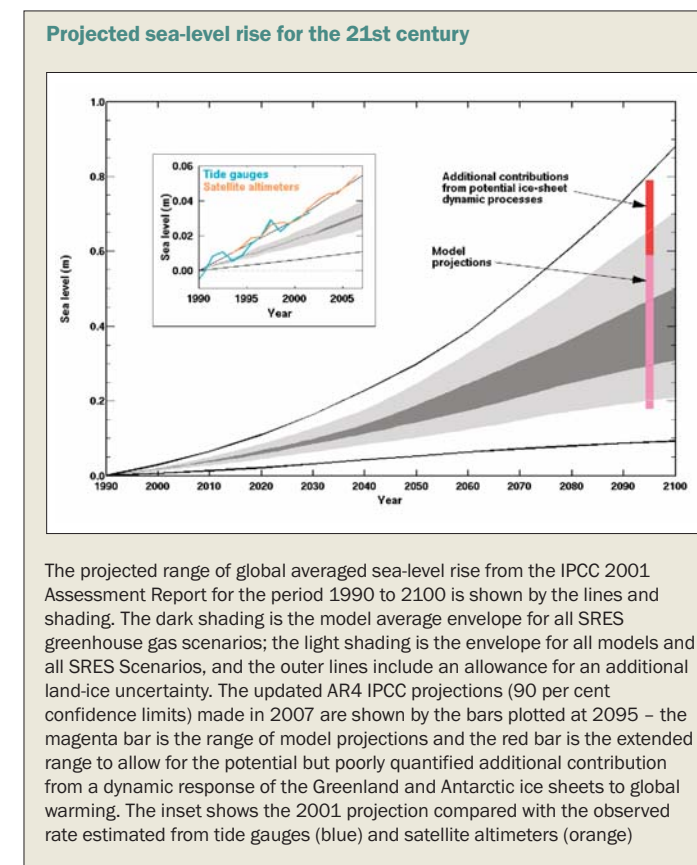 Projected sea-level rise for the 21st century
1.0
0.8
0.6
0.4
0.2
0.0
Sea level (m)
1990 2000 2010 2020 2030 2040 2050 2060 2070 2080 2090 2100
Year
0.06
0.04
0.02
0.00
Sea level (m)
Tide gauges
Satellite altimeters
1990 1995 2000 2005
Year
Additional contributions
from potential ice-sheet
dynamic processes
Model
projections
The projected range of global averaged sea-level rise from the IPCC 2001
Assessment Report for the period 1990 to 2100 is shown by the lines and
shading. The dark shading is the model average envelope for all SRES
greenhouse gas scenarios; the light shading is the envelope for all models and
all SRES Scenarios, and the outer lines include an allowance for an additional
land-ice uncertainty. The updated AR4 IPCC projections (90 per cent
confidence limits) made in 2007 are shown by the bars plotted at 2095 – the
magenta bar is the range of model projections and the red bar is the extended
range to allow for the potential but poorly quantified additional contribution
from a dynamic response of the Greenland and Antarctic ice sheets to global
warming. The inset shows the 2001 projection compared with the observed
rate estimated from tide gauges (blue) and satellite altimeters (orange)